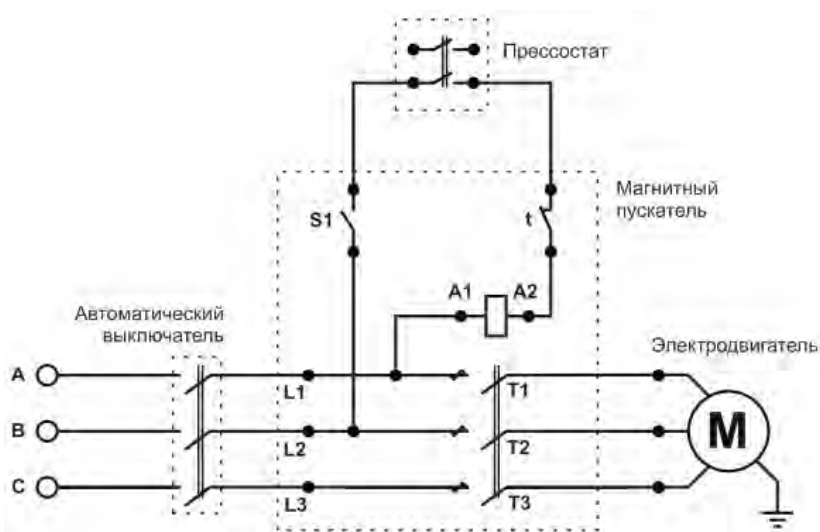 Прессостат
Магнитный
пускатель
S1
t
A1
A2
Автоматический
выключатель
Электродвигатель
A
L1
T1
B
L2
T2
M
C
L3
T3